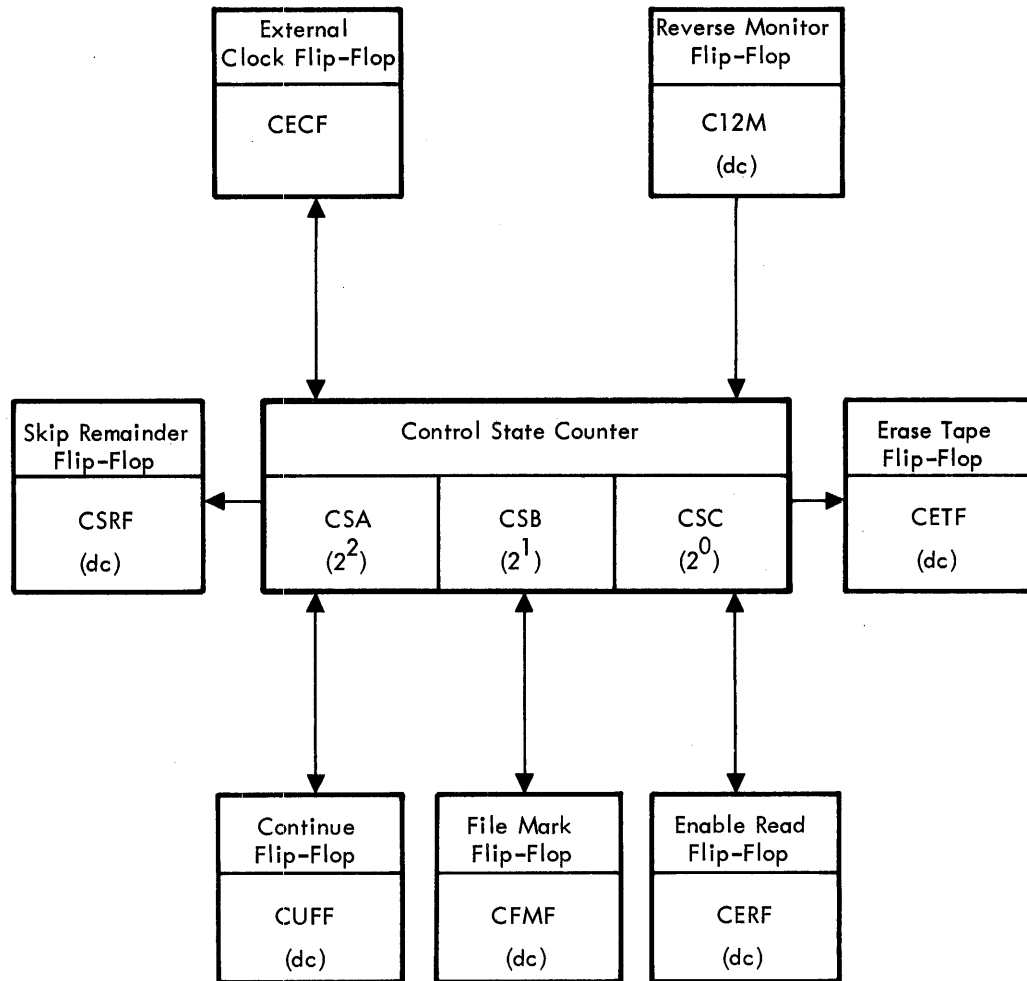 External
Clock Flip-Flop
CECF
Reverse Monitor
Flip-Flop
C12M
(dc)
Skip Remainder
Flip-Flop
CSRF
(dc)
Control State Counter
CSA
(2^2)
CSB
(2^1)
CSC
(2^0)
Erase Tape
Flip-Flop
CETF
(dc)
Continue
Flip-Flop
CUFF
(dc)
File Mark
Flip-Flop
CFMF
(dc)
Enable Read
Flip-Flop
CERF
(dc)